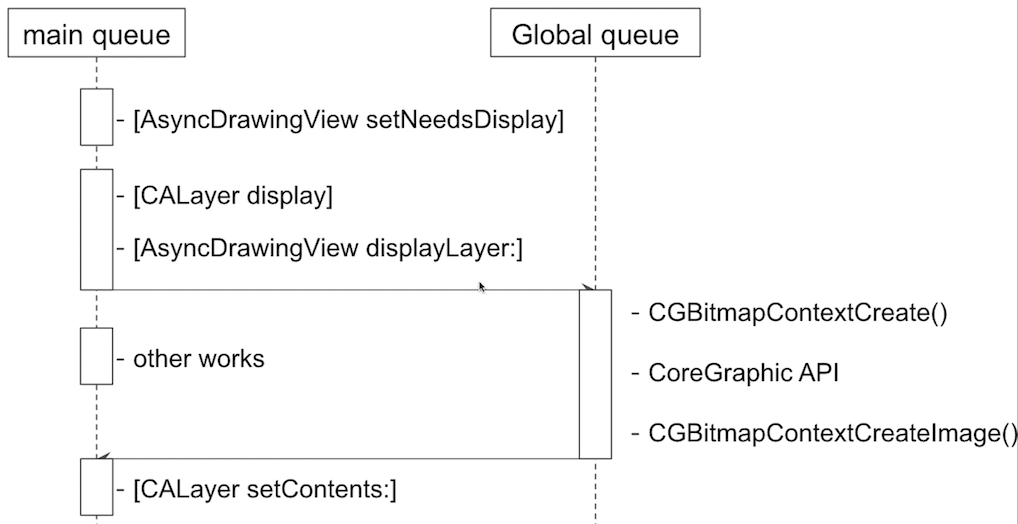 main queue
Global queue
- [AsyncDrawingView setNeedsDisplay]
- [CALayer display]
- [AsyncDrawingView displayLayer:]
- CGBitmapContextCreate()
- other works
- CoreGraphic API
- CGBitmapContextCreateImage()
- [CALayer setContents:]